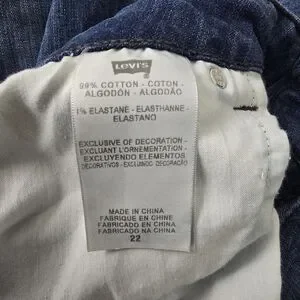 LEVI'S
99% COTTON - COTON -
ALGODÓN - ALGODÃO
1% ELASTANE - ELASTHANNE -
ELASTANO
EXCLUSIVE OF DECORATION -
EXCLUANT L'ORNEMENTATION -
EXCLUYENDO ELEMENTOS
DECORATIVOS - EXCLUINDO DECORAÇÃO
MADE IN CHINA
FABRIQUE EN CHINE
FABRICADO EN CHINA
FABRICADO NA CHINA
22